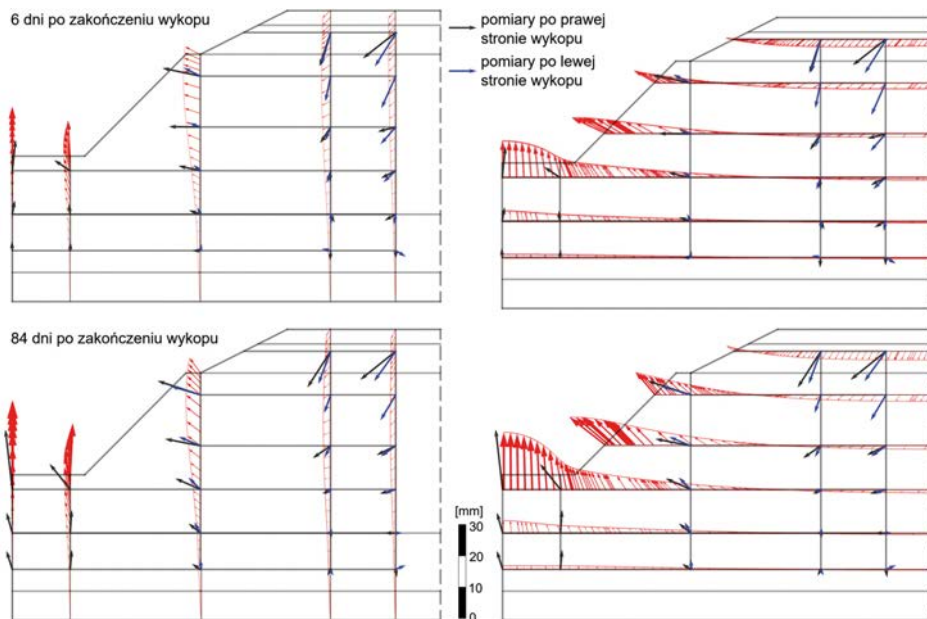 6 dni po zakończeniu wykopu
pomiary po prawej
stronie wykopu
pomiary po lewej
stronie wykopu
84 dni po zakończeniu wykopu
[mm]
30
20
10
0